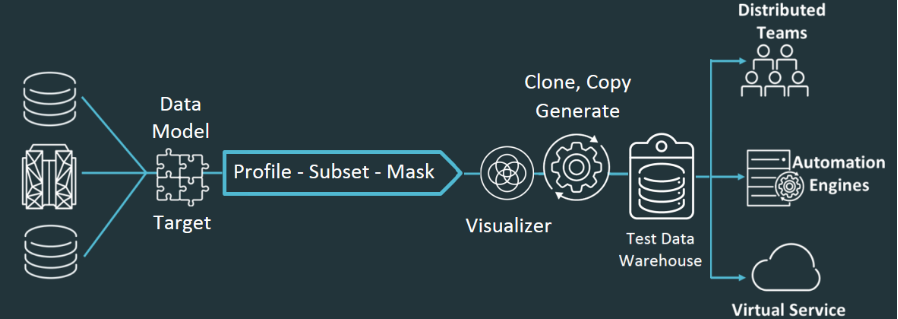 Data
Model
Target
Profile - Subset - Mask
Visualizer
Clone, Copy
Generate
Test Data
Warehouse
Distributed
Teams
Automation
Engines
Virtual Service